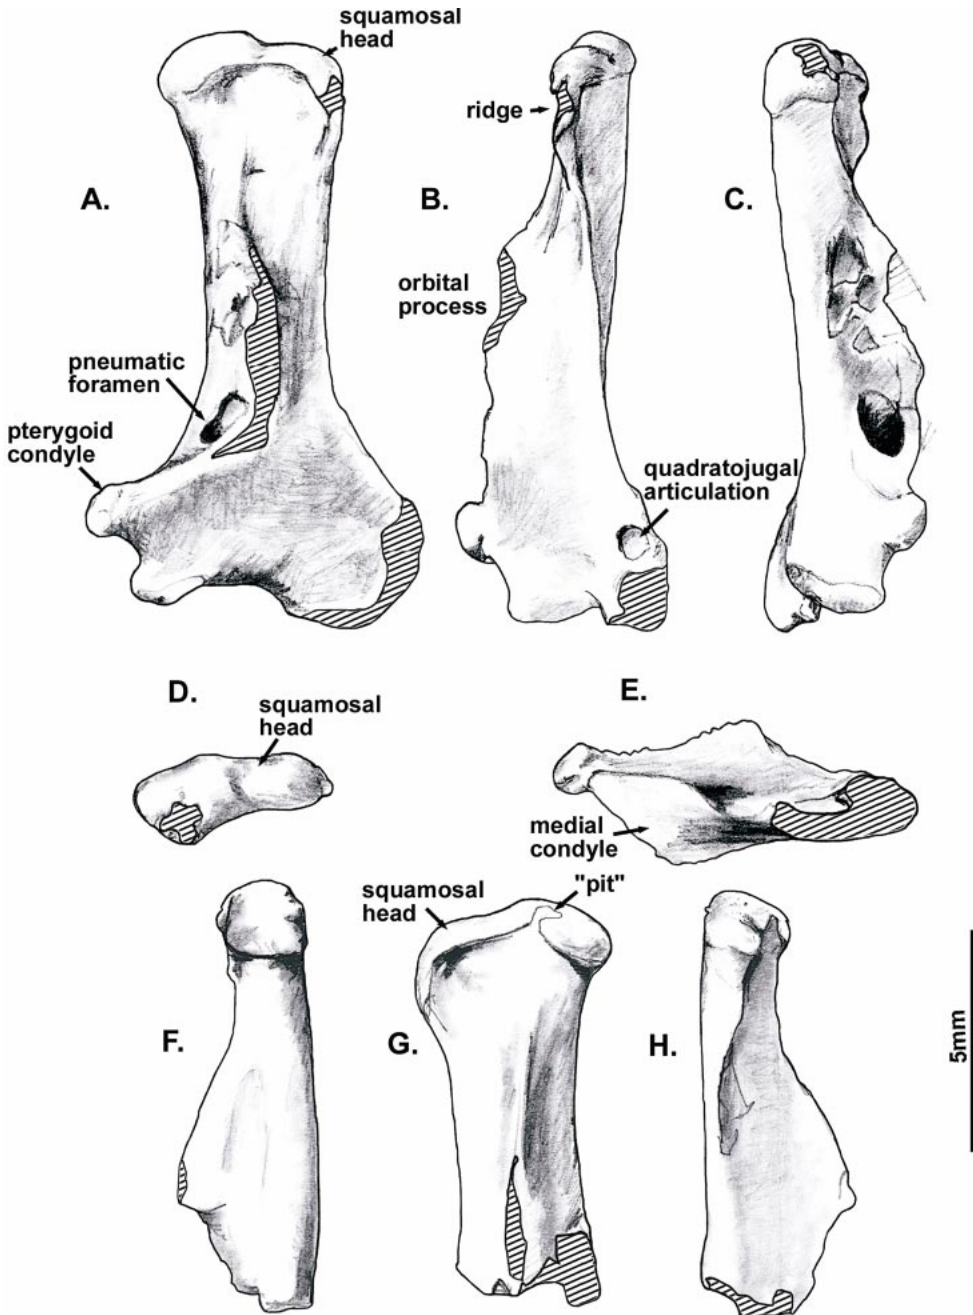 squamosal
head
ridge
A.
B.
C.
orbital
process
pneumatic
foramen
pterygoid
condyle
quadratojugal
articulation
D.
squamosal
head
E.
medial
condyle
squamosal
head
"pit"
F.
G.
H.
5mm